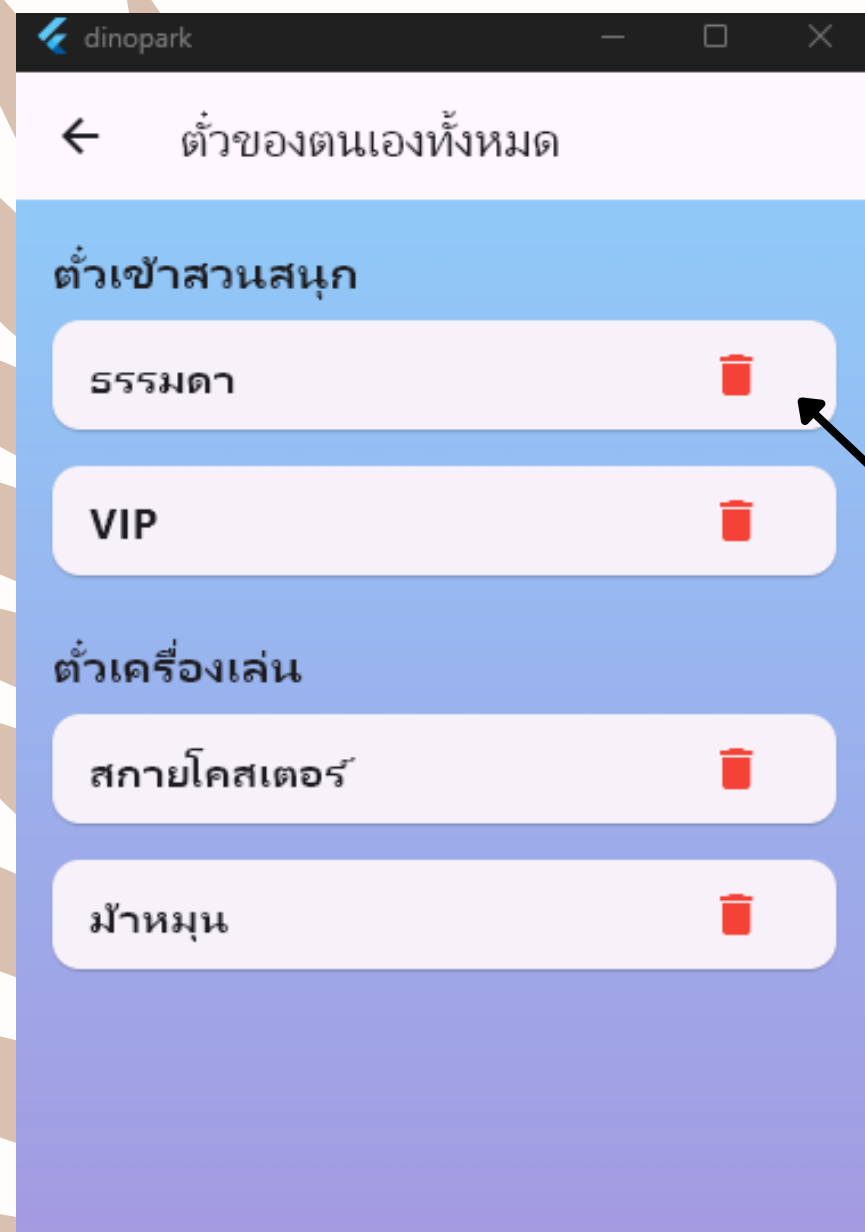 dinopark
ตั๋วของตนเองทั้งหมด
ตั๋วเข้าสวนสนุก
ธรรมดา
VIP
ตั๋วเครื่องเล่น
สกายโคสเตอร์
ม้าหมุน